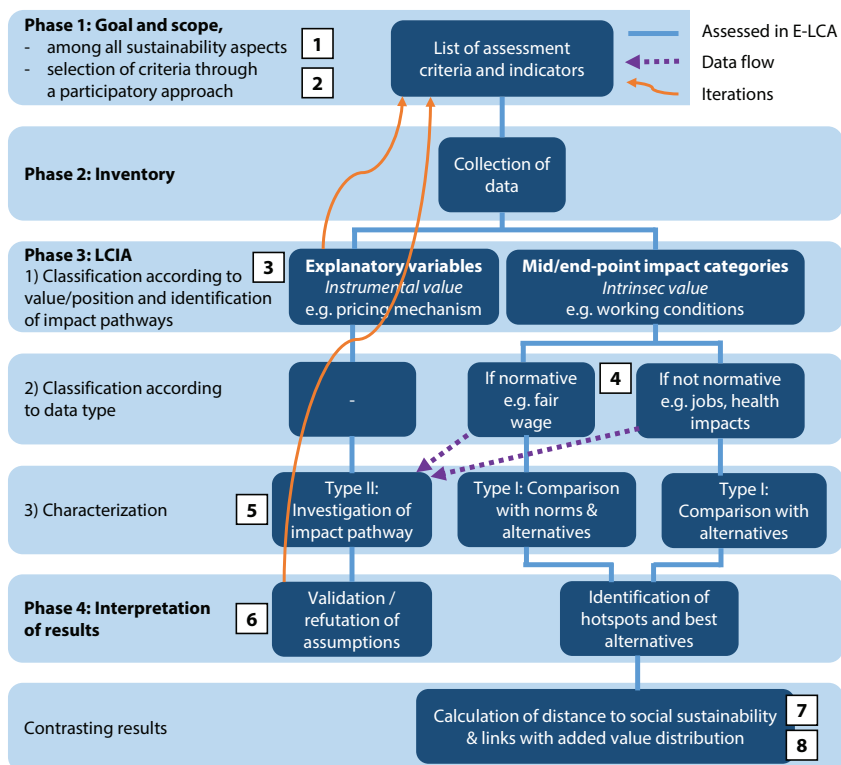 Phase 1: Goal and scope,
- among all sustainability aspects
1
- selection of criteria through
a participatory approach
2
List of assessment
criteria and indicators
Assessed in E-LCA
Data flow
Iterations
Phase 2: Inventory
Collection of
data
Phase 3: LCIA
1) Classification according to
value/position and identification
of impact pathways
3
Explanatory variables
Instrumental value
e.g. pricing mechanism
Mid/end-point impact categories
Intrinsec value
e.g. working conditions
2) Classification according
to data type
-
If normative
e.g. fair
wage
4
If not normative
e.g. jobs, health
impacts
3) Characterization
5
Type II:
Investigation of
impact pathway
Type I: Comparison
with norms &
alternatives
Type I:
Comparison with
alternatives
Phase 4: Interpretation
of results
6
Validation /
refutation of
assumptions
Identification of
hotspots and best
alternatives
Contrasting results
Calculation of distance to social sustainability
& links with added value distribution
7
8